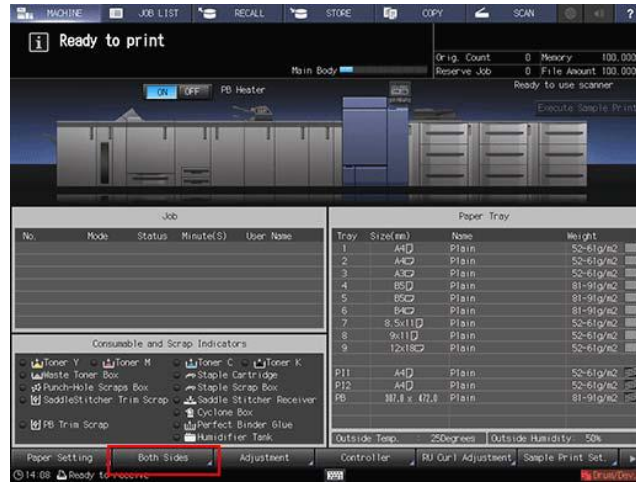 MACHINE JOB LIST RECALL STORE COPY SCAN ?
i Ready to print
Main Body
Orig. Count 0 Memory 100.000
Reserve Job 0 File Amount 100.000
Ready to use scanner
ON OFF PB Heater
Execute Sample Print
Job
No. Mode Status Minute(S) User Name
Paper Tray
Tray Size(mm) Name Weight
1 A4 Plain 52-61g/m2
2 A4 Plain 52-61g/m2
3 A3 Plain 52-61g/m2
4 B5 Plain 81-91g/m2
5 B5 Plain 81-91g/m2
6 B4 Plain 81-91g/m2
7 8.5x11 Plain 52-61g/m2
8 9x11 Plain 52-61g/m2
9 12x18 Plain 52-61g/m2
PI1 A4 Plain 52-61g/m2
PI2 A4 Plain 52-61g/m2
PB Plain 81-91g/m2
Consumable and Scrap Indicators
Toner Y Toner M Toner C Toner K
Waste Toner Box Staple Cartridge
Punch-Hole Scraps Box Staple Scrap Box
SaddleStitcher Trim Scrap Saddle Stitcher Receiver
Cyclone Box
PB Trim Scrap Perfect Binder Glue
Humidifier Tank
Outside Temp. 25Degrees Outside Humidity 50%
Paper Setting Both Sides Adjustment Controller RU Curl Adjustment Sample Print Set.
14:08 Ready to receive Drum/Dev